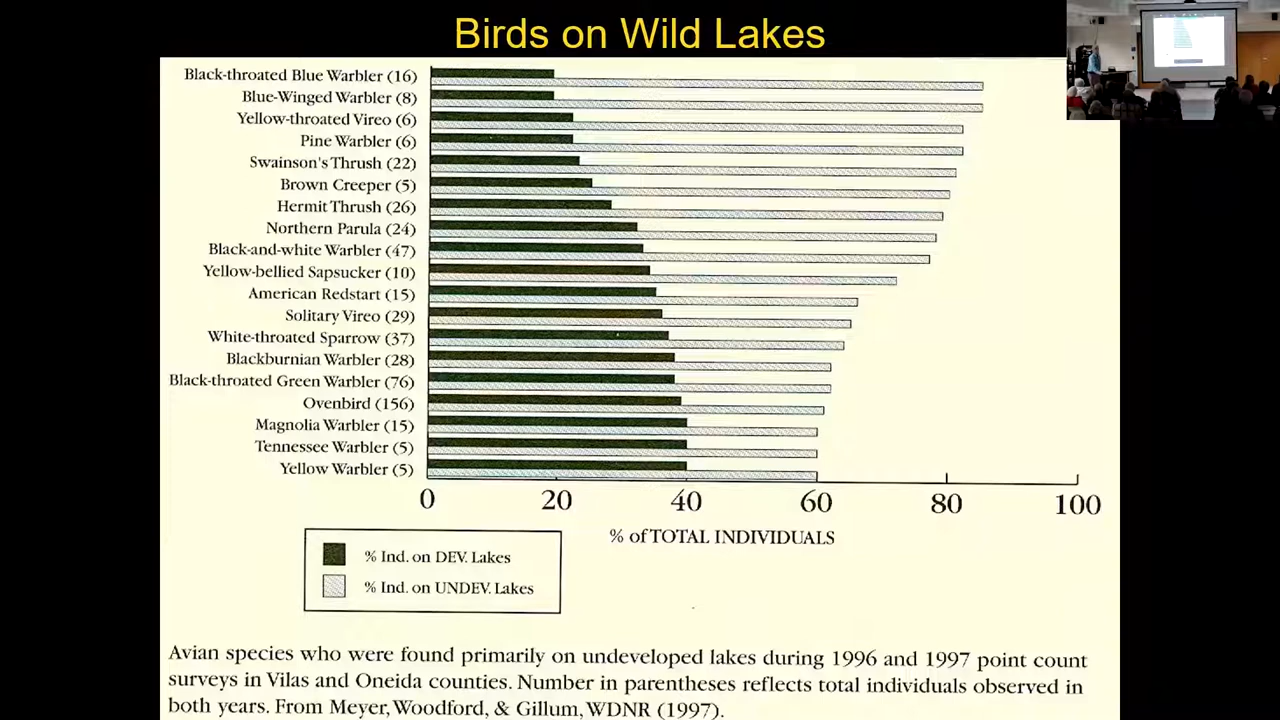 Birds on Wild Lakes
Black-throated Blue Warbler (16)
Blue-Winged Warbler (8)
Yellow-throated Vireo (6)
Pine Warbler (6)
Swainson's Thrush (22)
Brown Creeper (5)
Hermit Thrush (26)
Northern Parula (24)
Black-and-white Warbler (47)
Yellow-bellied Sapsucker (10)
American Redstart (15)
Solitary Vireo (29)
White-throated Sparrow (37)
Blackburnian Warbler (28)
Black-throated Green Warbler (76)
Ovenbird (156)
Magnolia Warbler (15)
Tennessee Warbler (5)
Yellow Warbler (5)
0 20 40 60 80 100
% of TOTAL INDIVIDUALS
% Ind. on DEV. Lakes
% Ind. on UNDEV. Lakes
Avian species who were found primarily on undeveloped lakes during 1996 and 1997 point count
surveys in Vilas and Oneida counties. Number in parentheses reflects total individuals observed in
both years. From Meyer, Woodford, & Gillum, WDNR (1997).